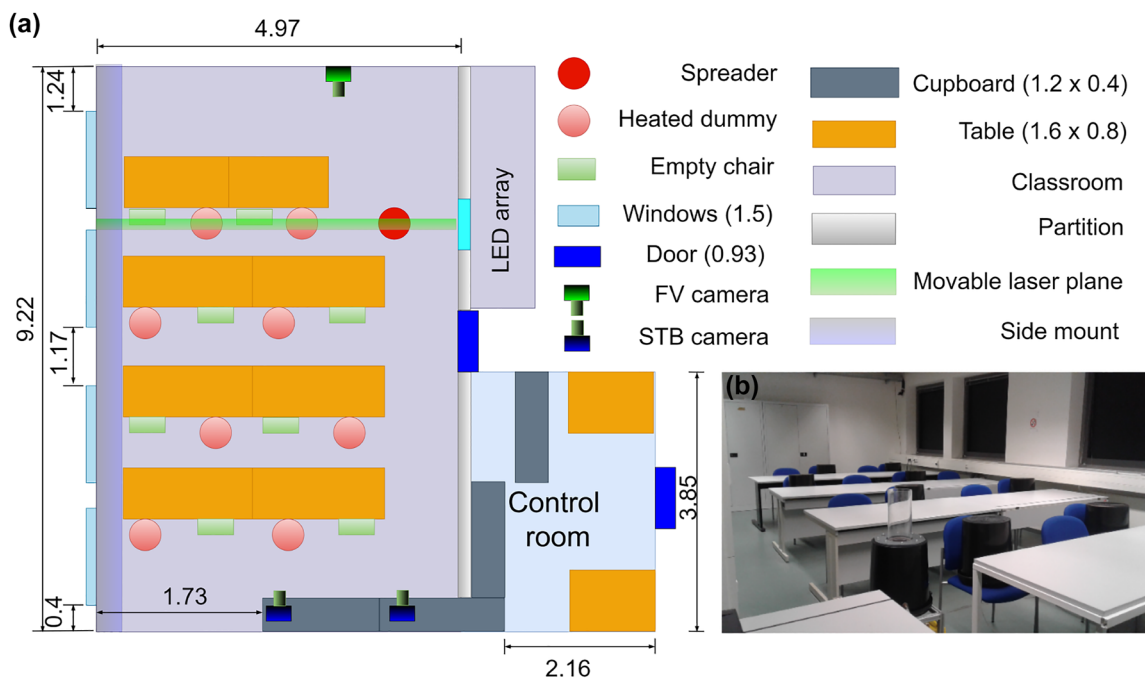 (a)
4.97
1.24
9.22
1.17
0.4
1.73
LED array
Control
room
3.85
2.16
Spreader
Heated dummy
Empty chair
Windows (1.5)
Door (0.93)
FV camera
STB camera
Cupboard (1.2 x 0.4)
Table (1.6 x 0.8)
Classroom
Partition
Movable laser plane
Side mount
(b)